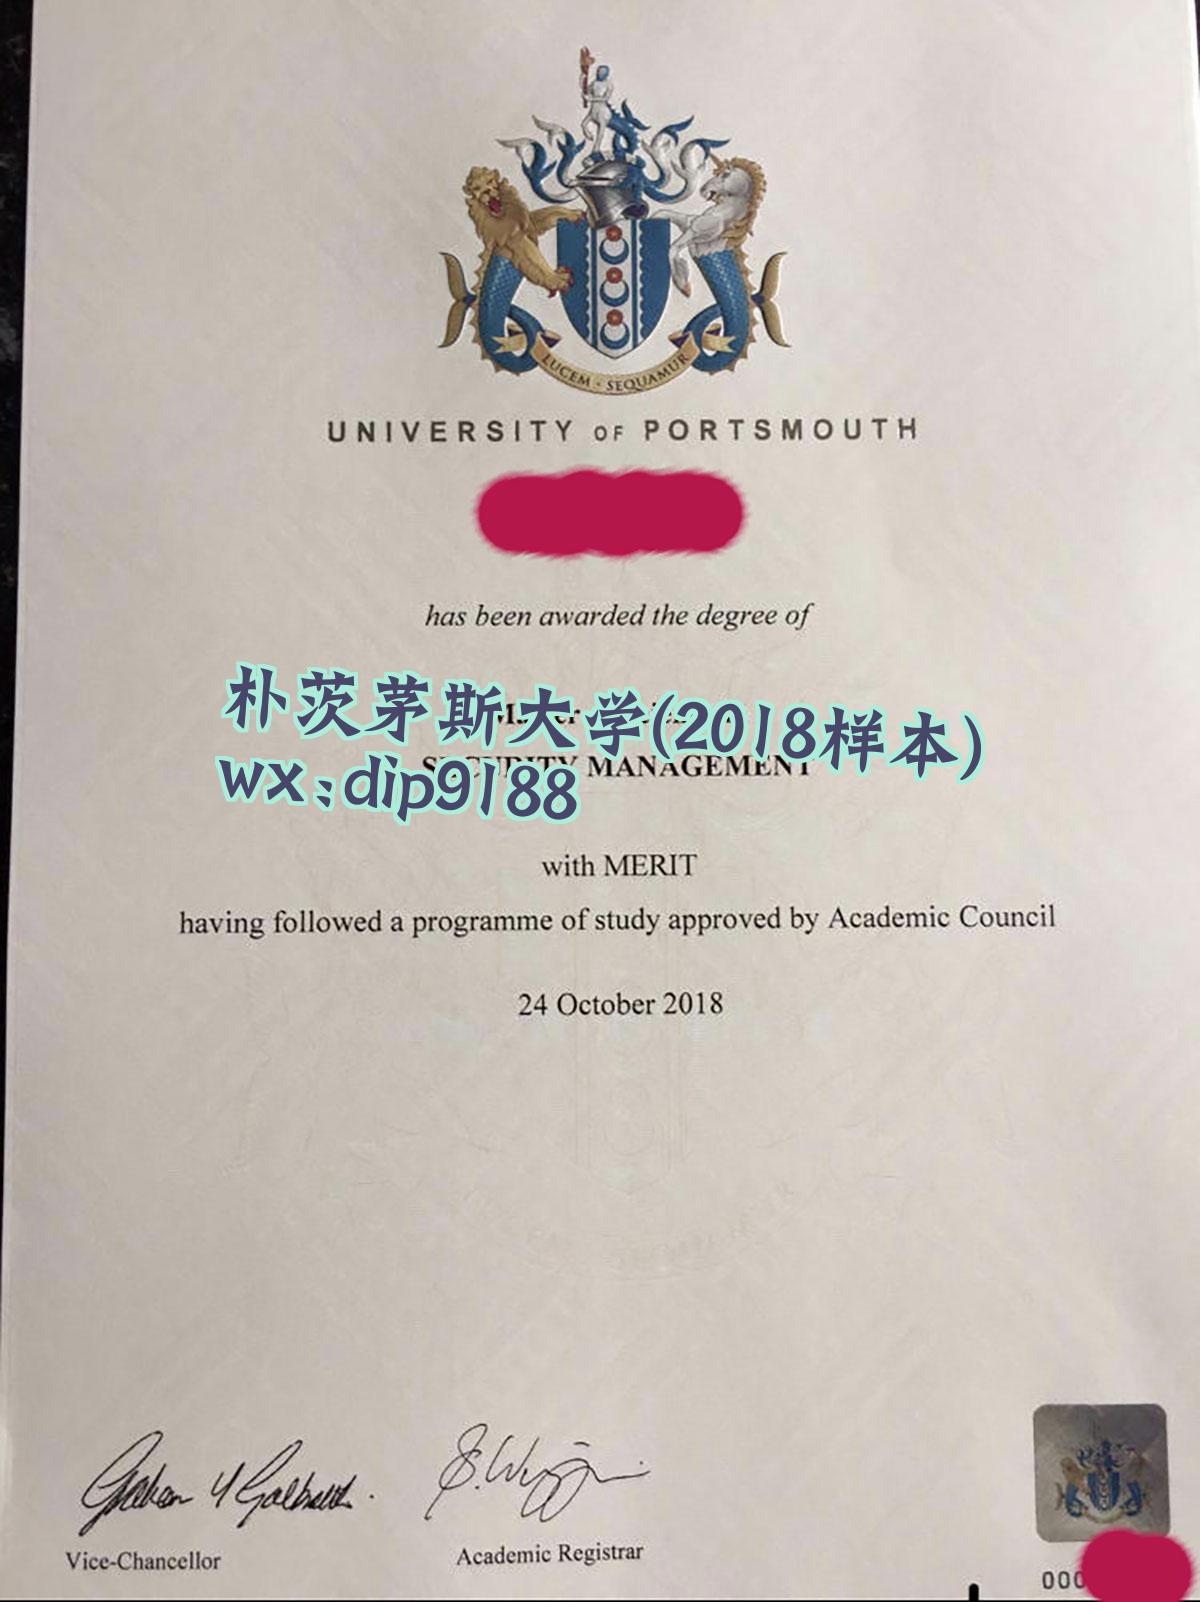 LUCEM · SEQUAMUR
UNIVERSITY OF PORTSMOUTH
has been awarded the degree of
朴茨茅斯大学(2018样本)
SECURITY MANAGEMENT
wx:dip9188
with MERIT
having followed a programme of study approved by Academic Council
24 October 2018
Vice-Chancellor
Academic Registrar
000